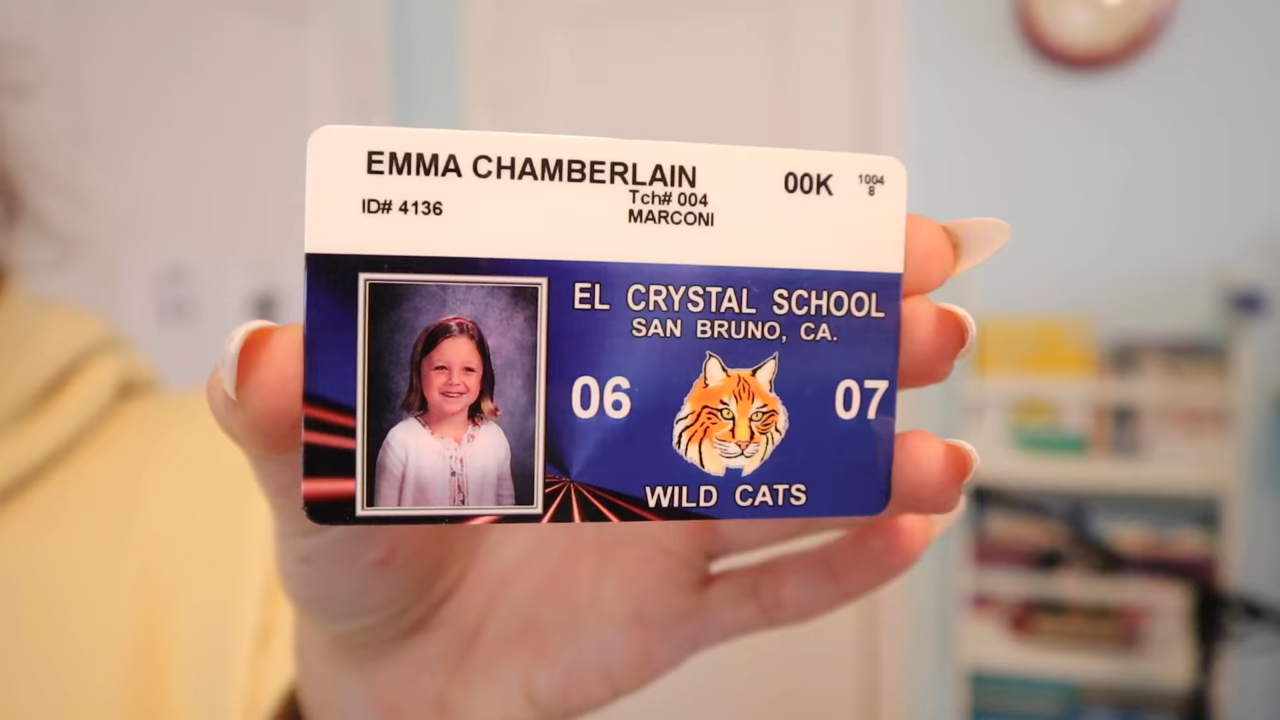 EMMA CHAMBERLAIN
00K
1004
8
ID# 4136
Tch# 004
MARCONI
EL CRYSTAL SCHOOL
SAN BRUNO, CA.
06
07
WILD CATS